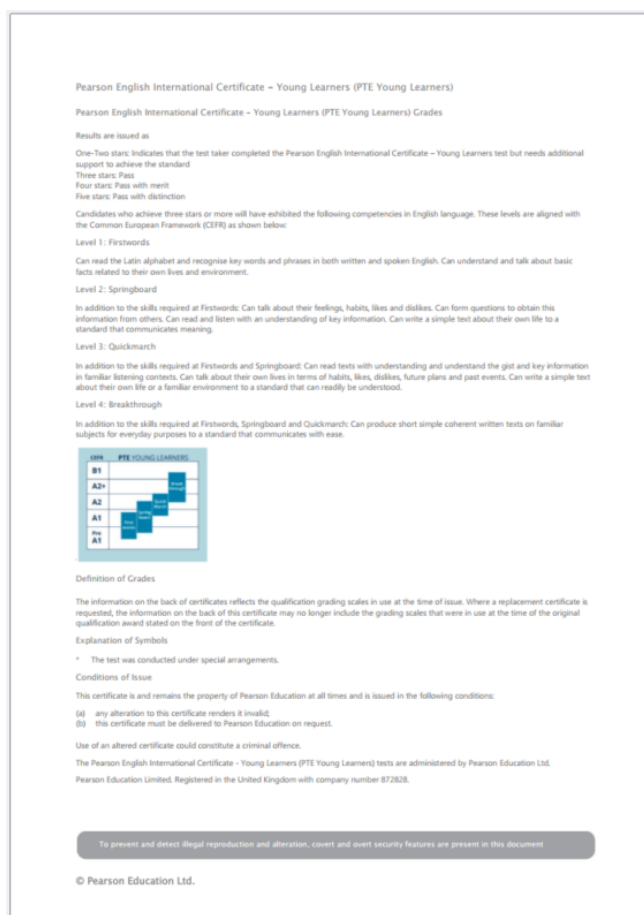 Pearson English International Certificate – Young Learners (PTE Young Learners)
Pearson English International Certificate - Young Learners (PTE Young Learners) Grades
Results are issued as
One-Two stars: Indicates that the test taker completed the Pearson English International Certificate – Young Learners test but needs additional
support to achieve the standard
Three stars: Pass
Four stars: Pass with merit
Five stars: Pass with distinction
Candidates who achieve three stars or more will have exhibited the following competencies in English language. These levels are aligned with
the Common European Framework (CEFR) as shown below:
Level 1: Firstwords
Can read the Latin alphabet and recognise key words and phrases in both written and spoken English. Can understand and talk about basic
facts related to their own lives and environment.
Level 2: Springboard
In addition to the skills required at Firstwords: Can talk about their feelings, habits, likes and dislikes. Can form questions to obtain this
information from others. Can read and listen with an understanding of key information. Can write a simple text about their own life to a
standard that communicates meaning.
Level 3: Quickmarch
In addition to the skills required at Firstwords and Springboard: Can read texts with understanding and understand the gist and key information
in familiar listening contexts. Can talk about their own lives in terms of habits, likes, dislikes, future plans and past events. Can write a simple text
about their own life or a familiar environment to a standard that can readily be understood.
Level 4: Breakthrough
In addition to the skills required at Firstwords, Springboard and Quickmarch: Can produce short simple coherent written texts on familiar
subjects for everyday purposes to a standard that communicates with ease.
CEFR PTE YOUNG LEARNERS
B1
A2+
Break through
A2
Quick March
A1
Spring board
First words
Pre A1
Definition of Grades
The information on the back of certificates reflects the qualification grading scales in use at the time of issue. Where a replacement certificate is
requested, the information on the back of this certificate may no longer include the grading scales that were in use at the time of the original
qualification award stated on the front of the certificate.
Explanation of Symbols
* The test was conducted under special arrangements.
Conditions of Issue
This certificate is and remains the property of Pearson Education at all times and is issued in the following conditions:
(a) any alteration to this certificate renders it invalid;
(b) this certificate must be delivered to Pearson Education on request.
Use of an altered certificate could constitute a criminal offence.
The Pearson English International Certificate - Young Learners (PTE Young Learners) tests are administered by Pearson Education Ltd.
Pearson Education Limited. Registered in the United Kingdom with company number 872828.
To prevent and detect illegal reproduction and alteration, covert and overt security features are present in this document
© Pearson Education Ltd.